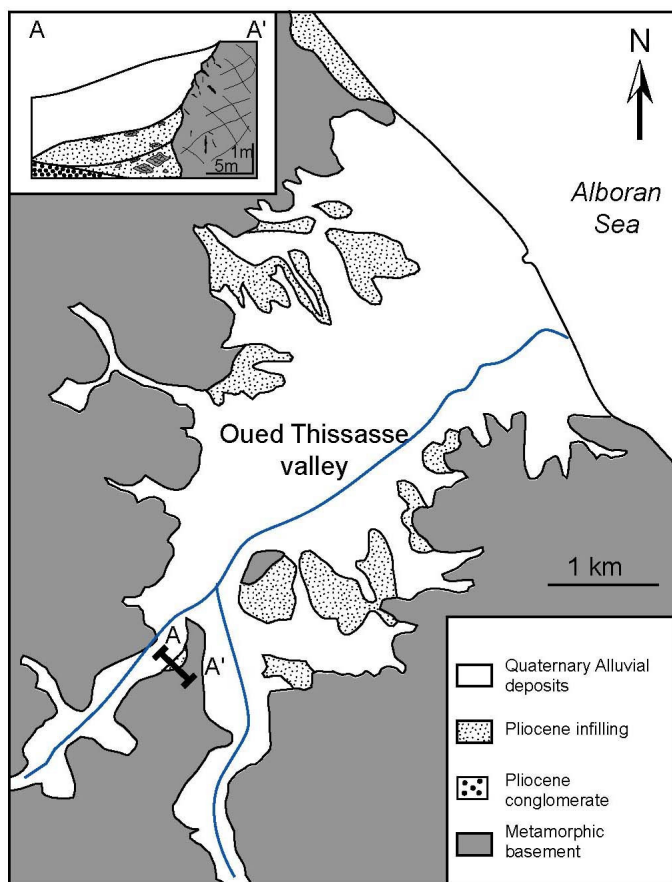 A A'
1m
5m
N
Alboran
Sea
Oued Thissasse
valley
1 km
A
A'
Quaternary Alluvial
deposits
Pliocene infilling
Pliocene
conglomerate
Metamorphic
basement